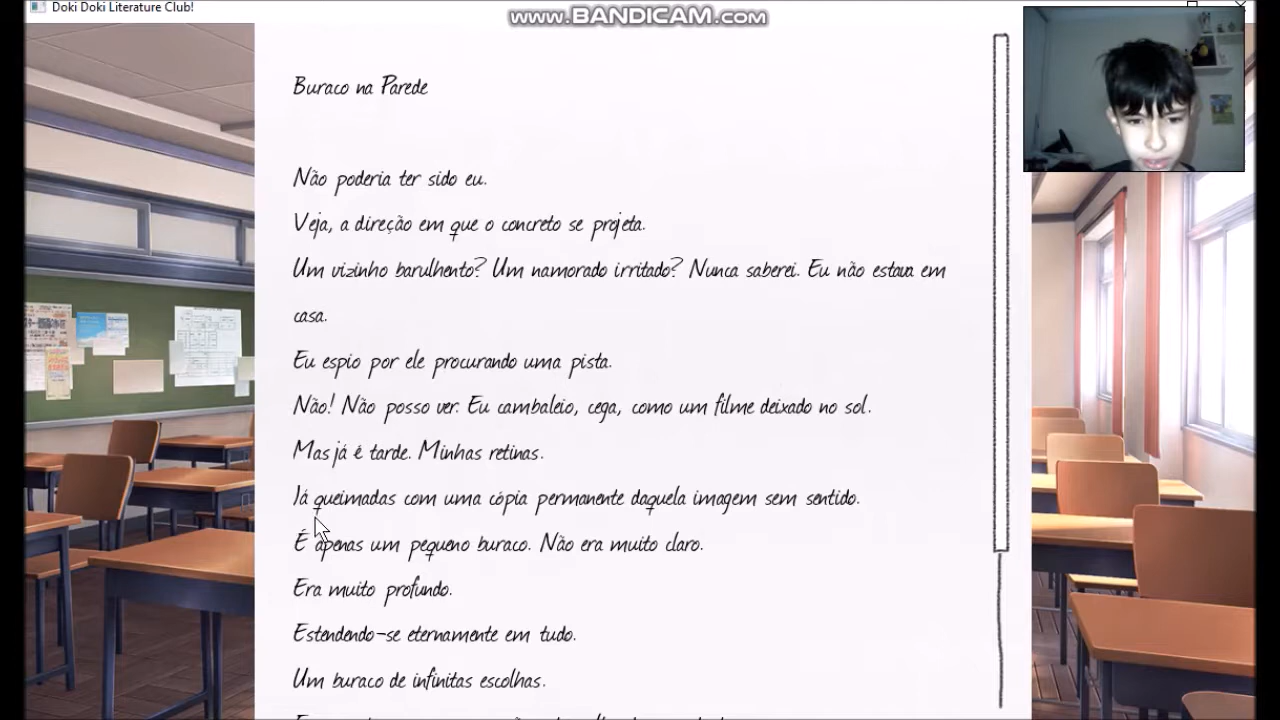 Doki Doki Literature Club!
www.BANDICAM.com
Buraco na Parede
Não poderia ter sido eu.
Veja, a direção em que o concreto se projeta.
Um vizinho barulhento? Um namorado irritado? Nunca saberei. Eu não estava em
casa.
Eu espio por ele procurando uma pista.
Não! Não posso ver. Eu cambaleio, cega, como um filme deixado no sol.
Mas já é tarde. Minhas retinas.
Já queimadas com uma cópia permanente daquela imagem sem sentido.
É apenas um pequeno buraco. Não era muito claro.
Era muito profundo.
Estendendo-se eternamente em tudo.
Um buraco de infinitas escolhas.